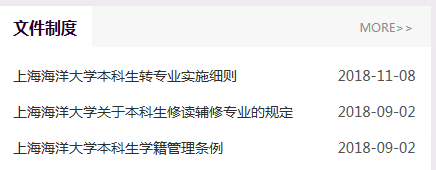 文件制度 MORE>>
上海海洋大学本科生转专业实施细则 2018-11-08
上海海洋大学关于本科生修读辅修专业的规定 2018-09-02
上海海洋大学本科生学籍管理条例 2018-09-02